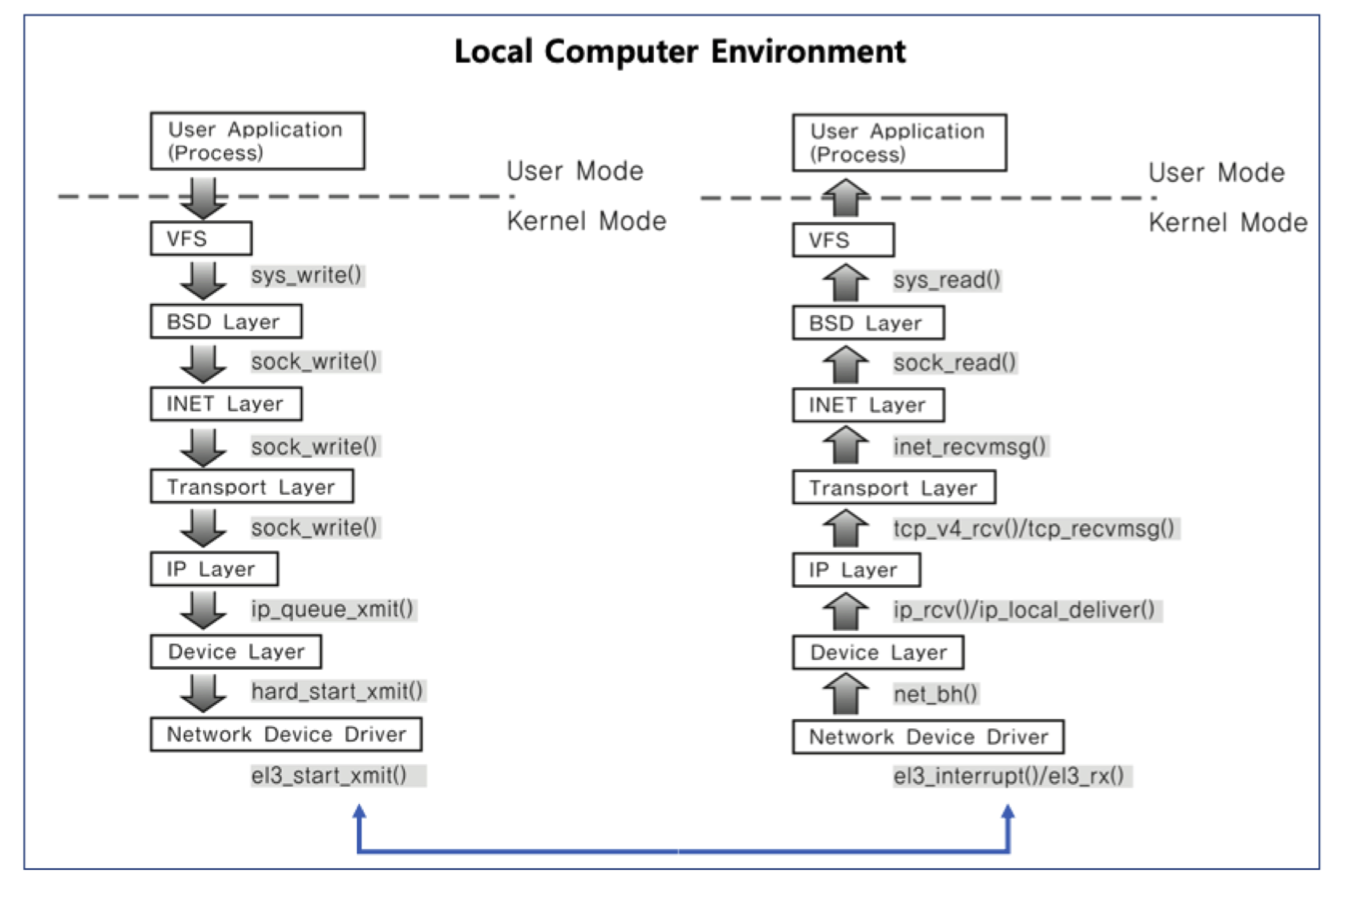 Local Computer Environment
User Application
(Process)
User Mode
Kernel Mode
VFS
sys_write()
BSD Layer
sock_write()
INET Layer
sock_write()
Transport Layer
sock_write()
IP Layer
ip_queue_xmit()
Device Layer
hard_start_xmit()
Network Device Driver
el3_start_xmit()
User Application
(Process)
User Mode
Kernel Mode
VFS
sys_read()
BSD Layer
sock_read()
INET Layer
inet_recvmsg()
Transport Layer
tcp_v4_rcv()/tcp_recvmsg()
IP Layer
ip_rcv()/ip_local_deliver()
Device Layer
net_bh()
Network Device Driver
el3_interrupt()/el3_rx()